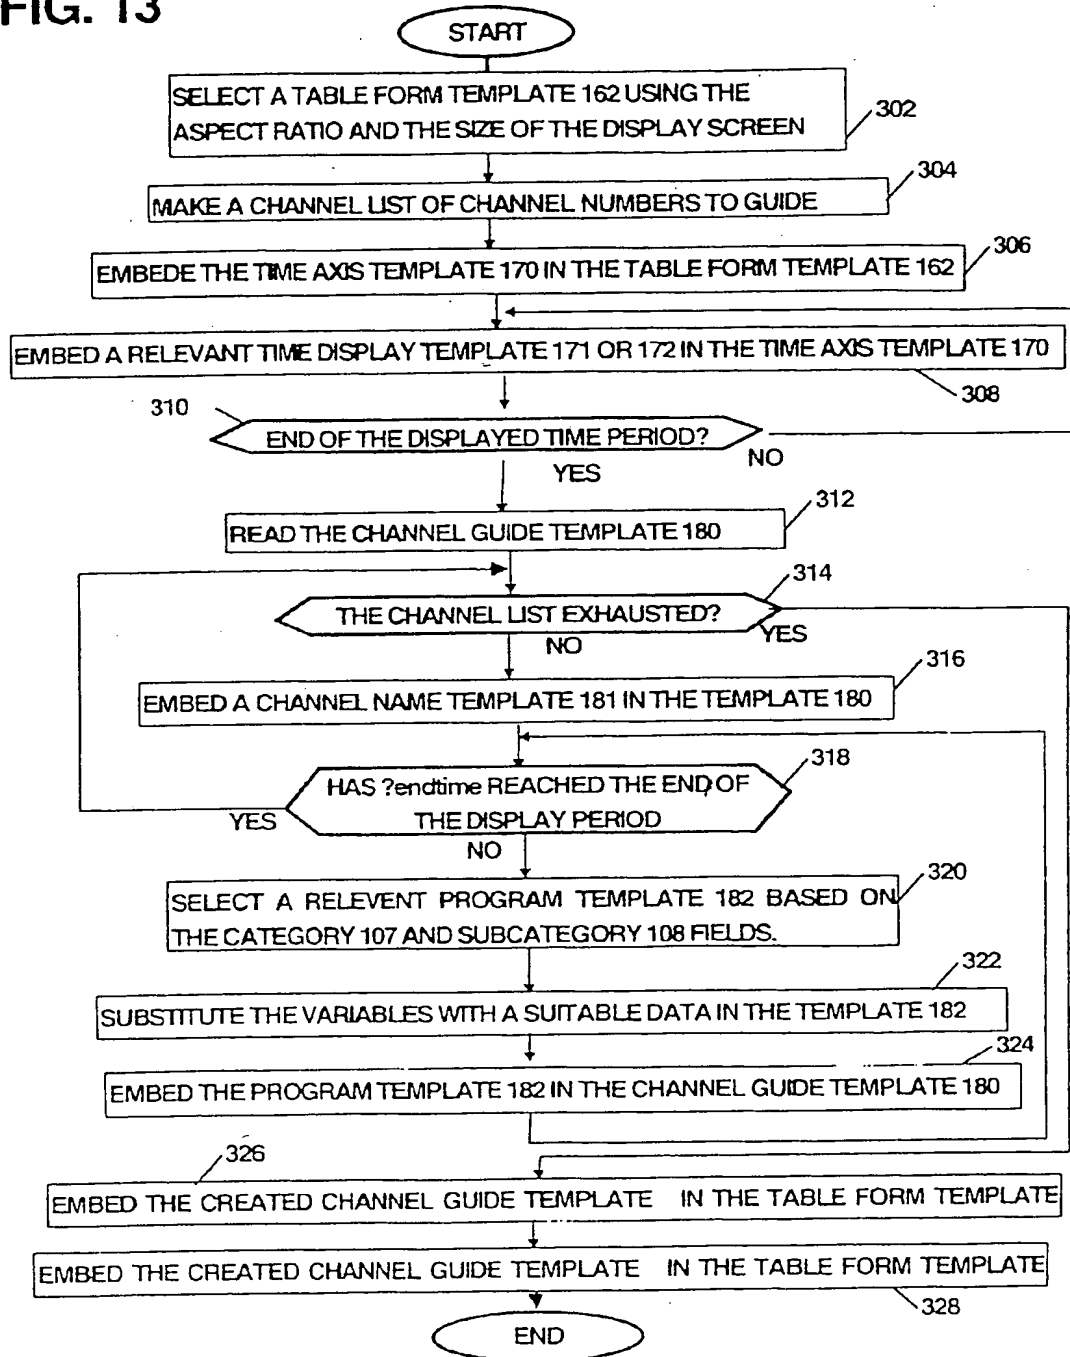 FIG. 13
START
SELECT A TABLE FORM TEMPLATE 162 USING THE
ASPECT RATIO AND THE SIZE OF THE DISPLAY SCREEN
302
304
MAKE A CHANNEL LIST OF CHANNEL NUMBERS TO GUIDE
306
EMBEDE THE TIME AXIS TEMPLATE 170 IN THE TABLE FORM TEMPLATE 162
EMBED A RELEVANT TIME DISPLAY TEMPLATE 171 OR 172 IN THE TIME AXIS TEMPLATE 170
308
310
END OF THE DISPLAYED TIME PERIOD?
NO
YES
312
READ THE CHANNEL GUIDE TEMPLATE 180
314
THE CHANNEL LIST EXHAUSTED?
YES
NO
316
EMBED A CHANNEL NAME TEMPLATE 181 IN THE TEMPLATE 180
318
HAS ?endtime REACHED THE END OF
THE DISPLAY PERIOD
YES
NO
320
SELECT A RELEVENT PROGRAM TEMPLATE 182 BASED ON
THE CATEGORY 107 AND SUBCATEGORY 108 FIELDS.
322
SUBSTITUTE THE VARIABLES WITH A SUITABLE DATA IN THE TEMPLATE 182
324
EMBED THE PROGRAM TEMPLATE 182 IN THE CHANNEL GUIDE TEMPLATE 180
326
EMBED THE CREATED CHANNEL GUIDE TEMPLATE IN THE TABLE FORM TEMPLATE
EMBED THE CREATED CHANNEL GUIDE TEMPLATE IN THE TABLE FORM TEMPLATE
328
END